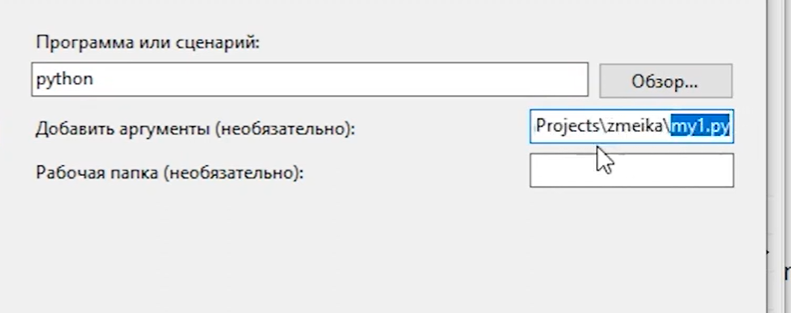 Программа или сценарий:
python
Обзор...
Добавить аргументы (необязательно):
Projects\zmeika\my1.py
Рабочая папка (необязательно):